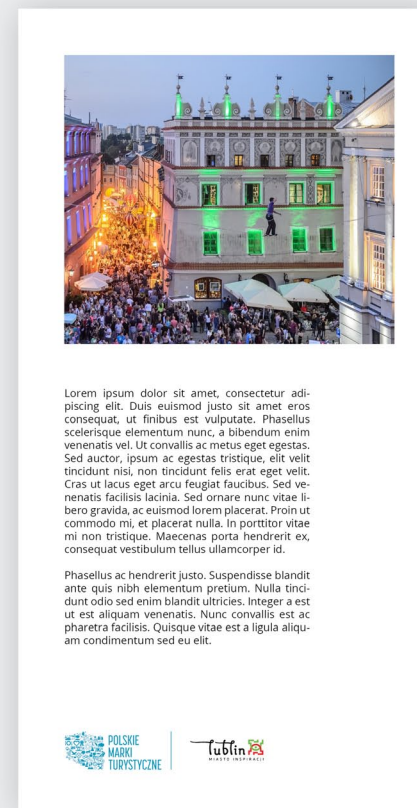 Lorem ipsum dolor sit amet, consectetur adi-
piscing elit. Duis euismod justo sit amet eros
consequat, ut finibus est vulputate. Phasellus
scelerisque elementum nunc, a bibendum enim
venenatis vel. Ut convallis ac metus eget egestas.
Sed auctor, ipsum ac egestas tristique, elit velit
tincidunt nisi, non tincidunt felis erat eget velit.
Cras ut lacus eget arcu feugiat faucibus. Sed ve-
nenatis facilisis lacinia. Sed ornare nunc vitae li-
bero gravida, ac euismod lorem placerat. Proin ut
commodo mi, et placerat nulla. In porttitor vitae
mi non tristique. Maecenas porta hendrerit ex,
consequat vestibulum tellus ullamcorper id.
Phasellus ac hendrerit justo. Suspendisse blandit
ante quis nibh elementum pretium. Nulla tinci-
dunt odio sed enim blandit ultricies. Integer a est
ut est aliquam venenatis. Nunc convallis est ac
pharetra facilisis. Quisque vitae est a ligula aliqu-
am condimentum sed eu elit.
POLSKIE
MARKI
TURYSTYCZNE
lublin
MIASTO INSPIRACJI